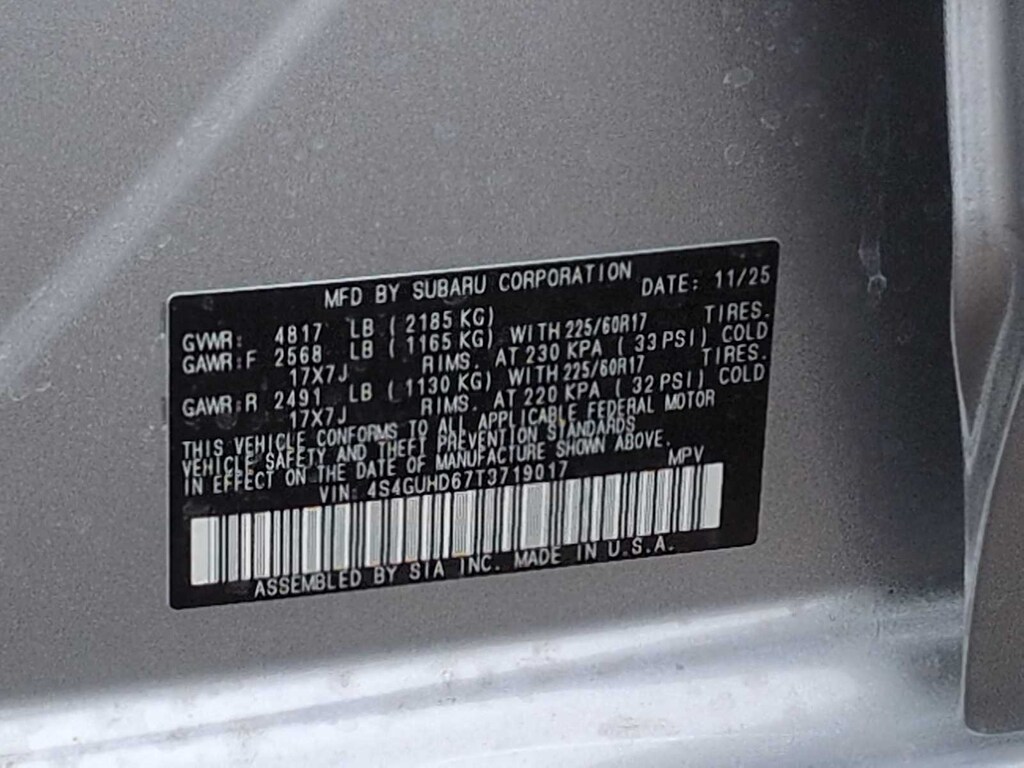 MFD BY SUBARU CORPORATION DATE: 11/25
GVWR: 4817 LB ( 2185 KG)
GAWR:F 2568 LB ( 1165 KG) WITH 225/60R17 TIRES.
17X7J RIMS. AT 230 KPA ( 33 PSI) COLD
GAWR:R 2491 LB ( 1130 KG) WITH 225/60R17 TIRES.
17X7J RIMS. AT 220 KPA ( 32 PSI) COLD
THIS VEHICLE CONFORMS TO ALL APPLICABLE FEDERAL MOTOR
VEHICLE SAFETY AND THEFT PREVENTION STANDARDS
IN EFFECT ON THE DATE OF MANUFACTURE SHOWN ABOVE.
VIN: 4S4GUHD67T3719017 MPV
ASSEMBLED BY SIA INC. MADE IN U.S.A.